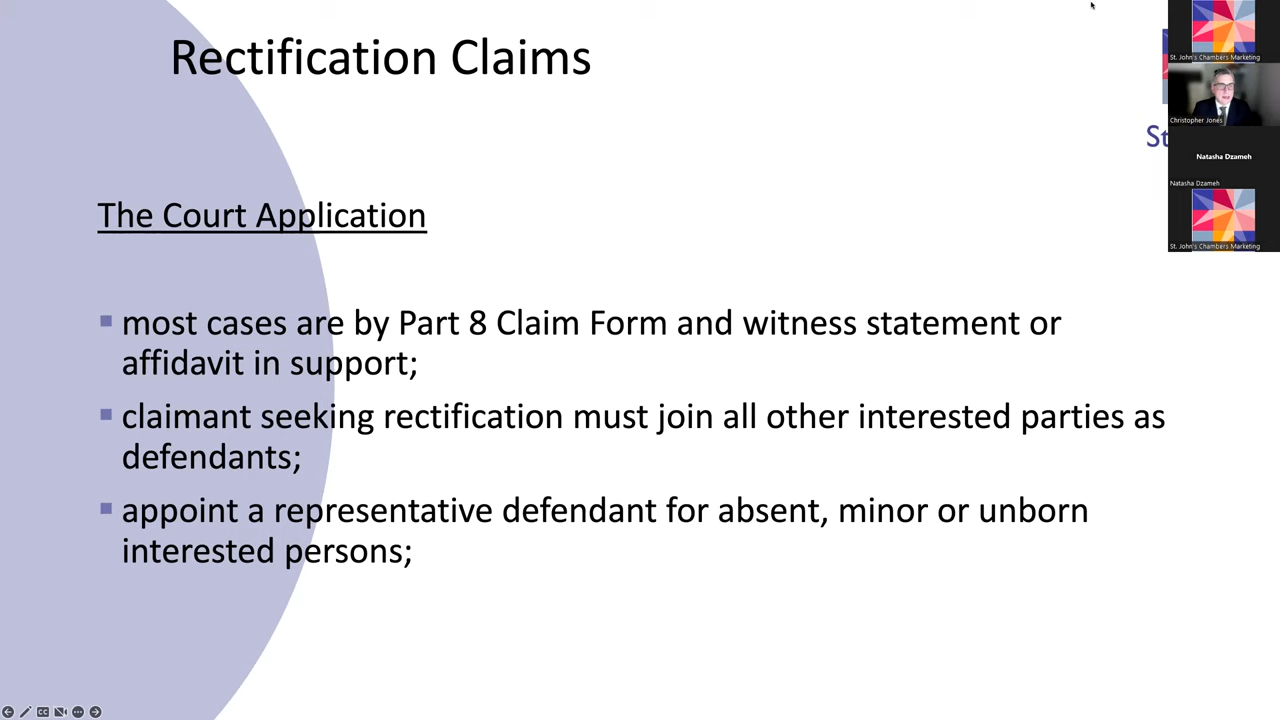 Rectification Claims
The Court Application
most cases are by Part 8 Claim Form and witness statement or
affidavit in support;
claimant seeking rectification must join all other interested parties as
defendants;
appoint a representative defendant for absent, minor or unborn
interested persons;
St. John's Chambers Marketing
Christopher Jones
St
Natasha Dzameh
Natasha Dzameh
St. John's Chambers Marketing